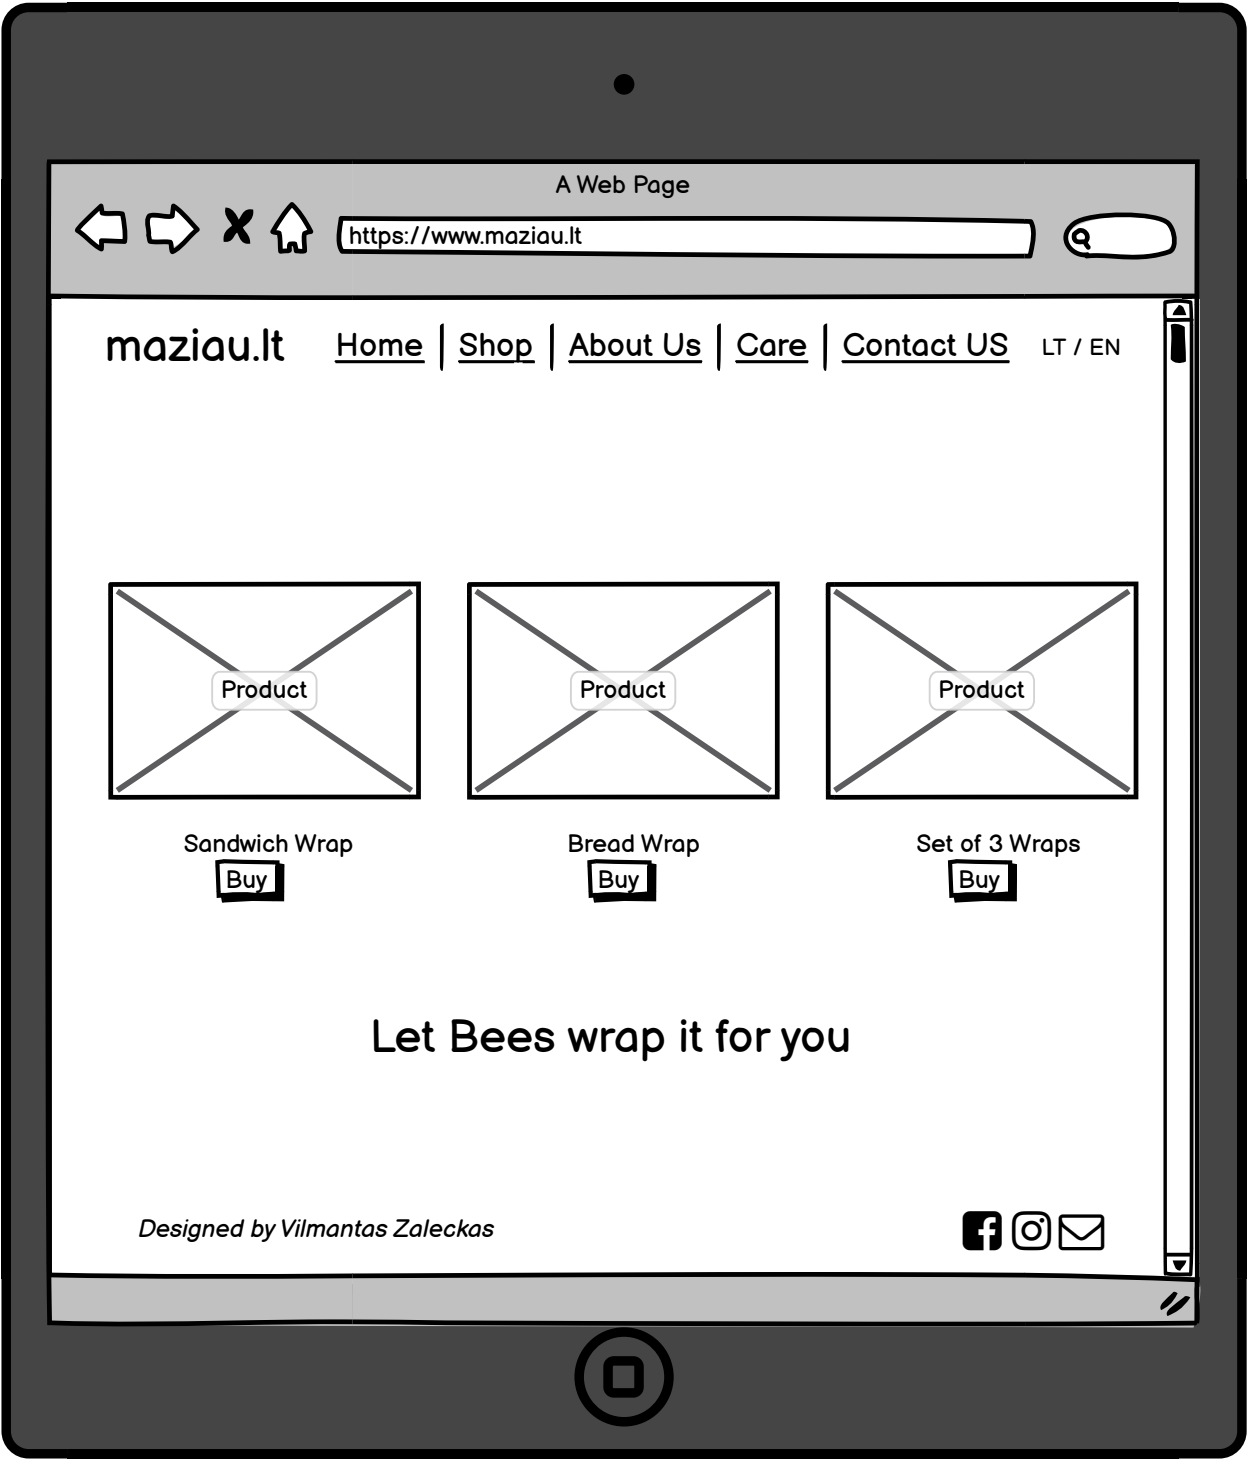 A Web Page
https://www.maziau.lt
maziau.lt Home Shop About Us Care Contact US LT / EN
Product Product Product
Sandwich Wrap Bread Wrap Set of 3 Wraps
Buy Buy Buy
Let Bees wrap it for you
Designed by Vilmantas Zaleckas